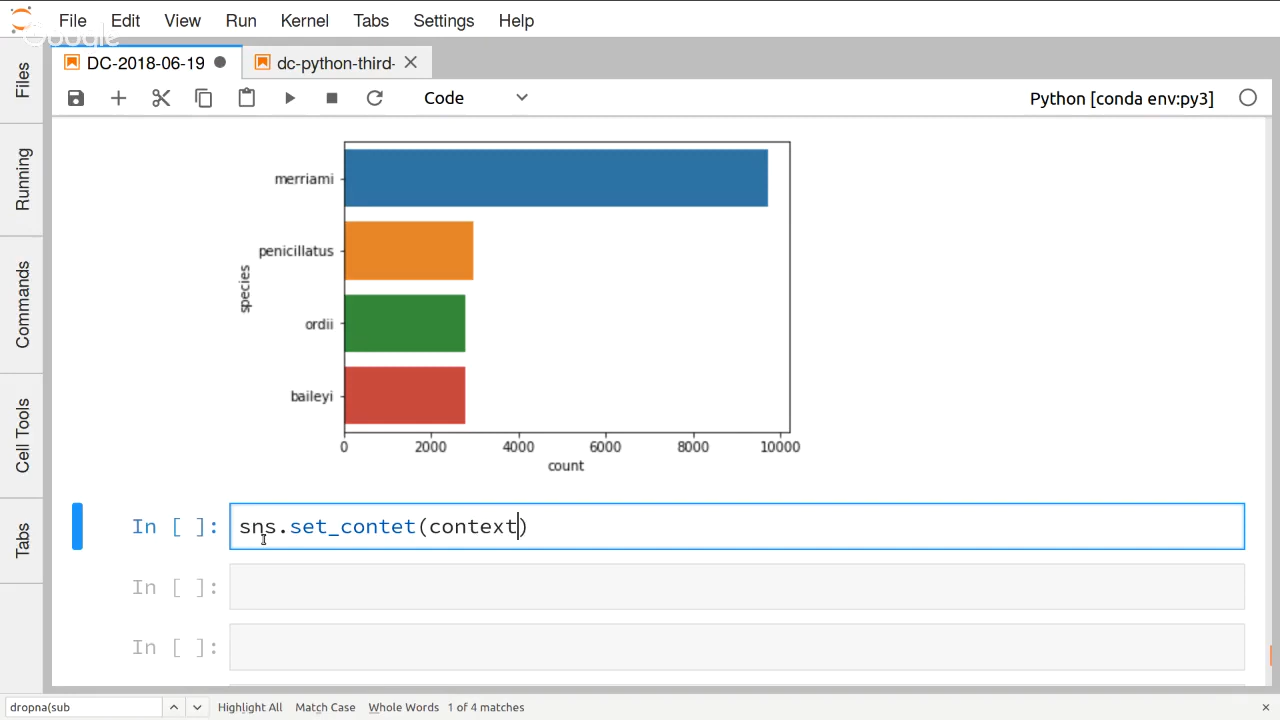 File Edit View Run Kernel Tabs Settings Help
Google
DC-2018-06-19 dc-python-third-
Code Python [conda env:py3]
Files
Running
Commands
Cell Tools
Tabs
merriami
penicillatus
ordii
baileyi
species
0 2000 4000 6000 8000 10000
count
In [ ]: sns.set_contet(context)
In [ ]:
In [ ]:
dropna(sub Highlight All Match Case Whole Words 1 of 4 matches